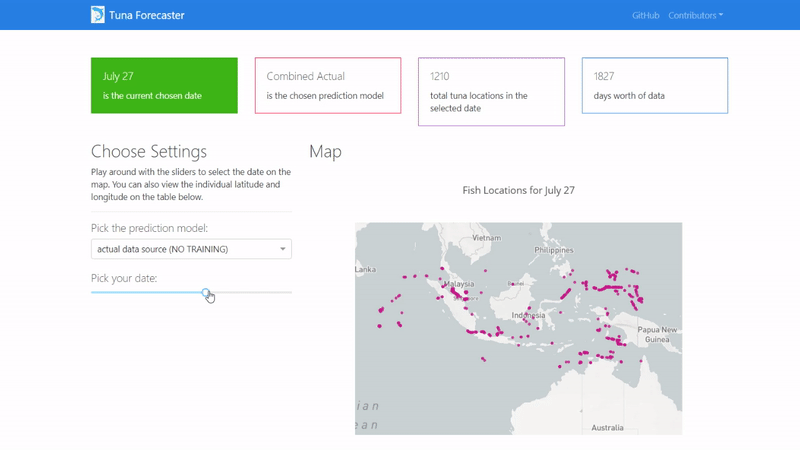 Tuna Forecaster
GitHub
Contributors
July 27
is the current chosen date
Combined Actual
is the chosen prediction model
1210
total tuna locations in the
selected date
1827
days worth of data
Choose Settings
Play around with the sliders to select the date on the
map. You can also view the individual latitude and
longitude on the table below.
Pick the prediction model:
actual data source (NO TRAINING)
Pick your date:
Map
Fish Locations for July 27
Vietnam
Philippines
Lanka
Malaysia
Brunei
Indonesia
Papua New
Guinea
ian
ean
Australia